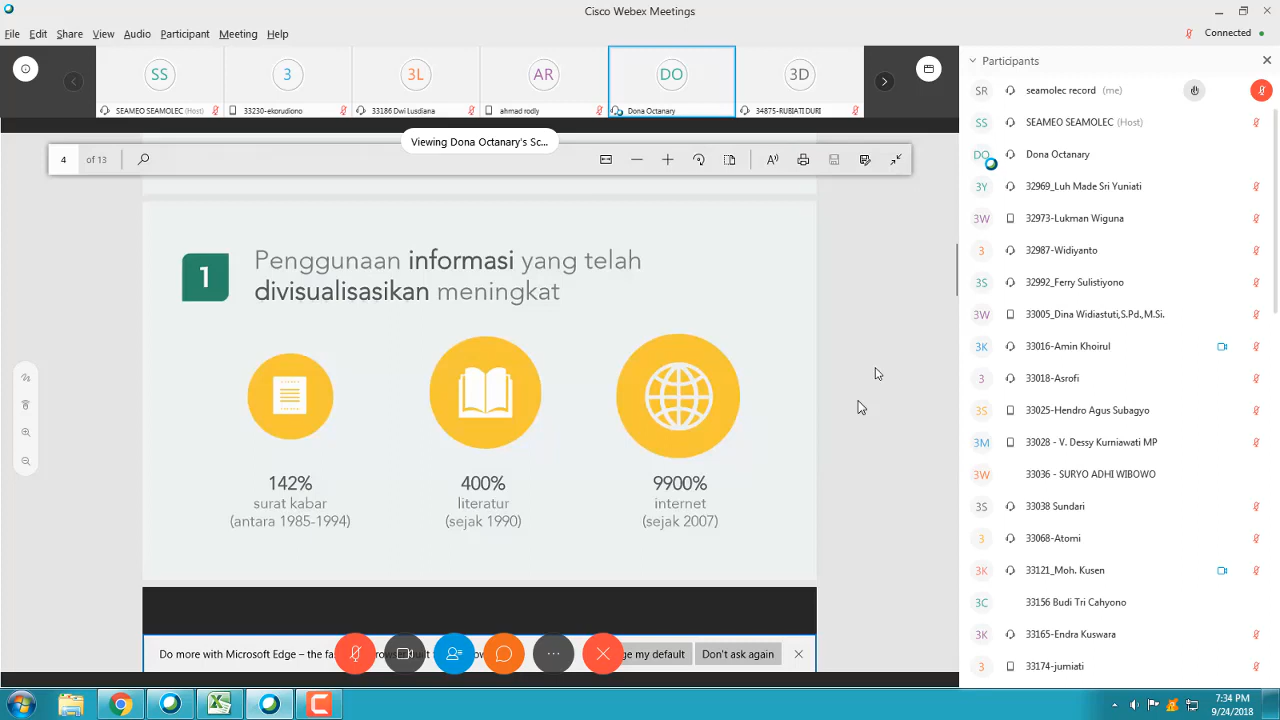 Cisco Webex Meetings
File Edit Share View Audio Participant Meeting Help
Connected
SS
3
3L
AR
DO
3D
SEAMEO SEAMOLEC (Host)
33230-ekorudiono
33186 Dwi Lusdiana
ahmad rodly
Dona Octanary
34875-RUBIATI DURI
Viewing Dona Octanary's Sc...
4 of 13
1
Penggunaan informasi yang telah
divisualisasikan meningkat
142%
surat kabar
(antara 1985-1994)
400%
literatur
(sejak 1990)
9900%
internet
(sejak 2007)
Do more with Microsoft Edge – the fa
ge my default
Don't ask again
Participants
SR seamolec record (me)
SS SEAMEO SEAMOLEC (Host)
DO Dona Octanary
3Y 32969_Luh Made Sri Yuniati
3W 32973-Lukman Wiguna
3 32987-Widiyanto
3S 32992_Ferry Sulistiyono
3W 33005_Dina Widiastuti,S.Pd.,M.Si.
3K 33016-Amin Khoirul
3 33018-Asrofi
3S 33025-Hendro Agus Subagyo
3M 33028 - V. Dessy Kurniawati MP
3W 33036 - SURYO ADHI WIBOWO
3S 33038 Sundari
3 33068-Atomi
3K 33121_Moh. Kusen
3C 33156 Budi Tri Cahyono
3K 33165-Endra Kuswara
3 33174-jumiati
7:34 PM
9/24/2018